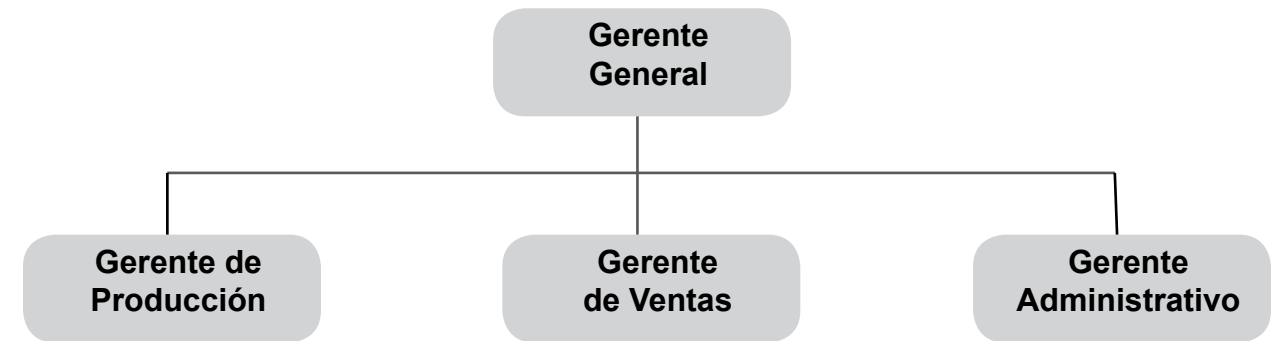 Gerente
General
Gerente de
Producción
Gerente
de Ventas
Gerente
Administrativo